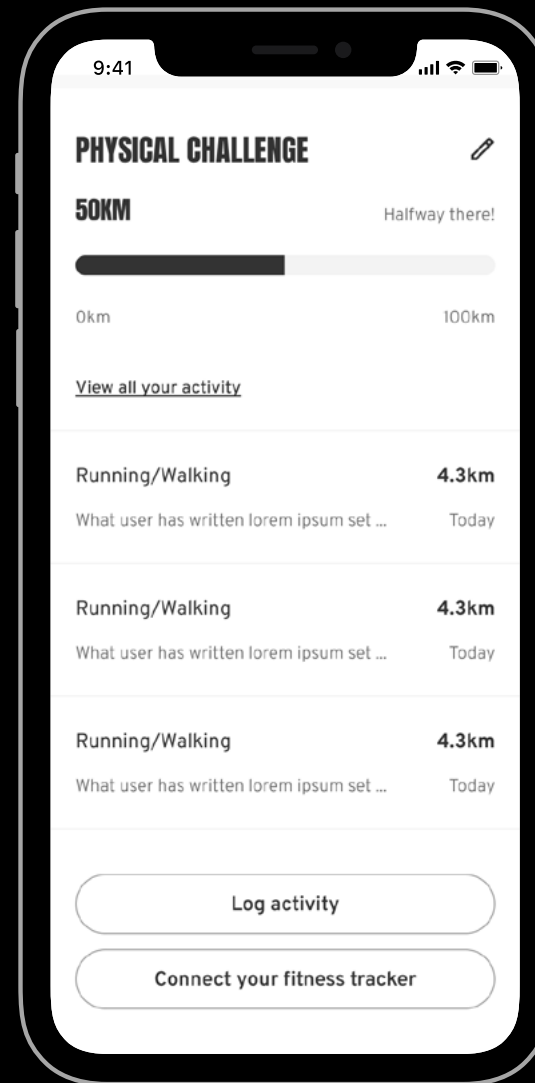 9:41
PHYSICAL CHALLENGE
50KM Halfway there!
0km 100km
View all your activity
Running/Walking 4.3km
What user has written lorem ipsum set ... Today
Running/Walking 4.3km
What user has written lorem ipsum set ... Today
Running/Walking 4.3km
What user has written lorem ipsum set ... Today
Log activity
Connect your fitness tracker